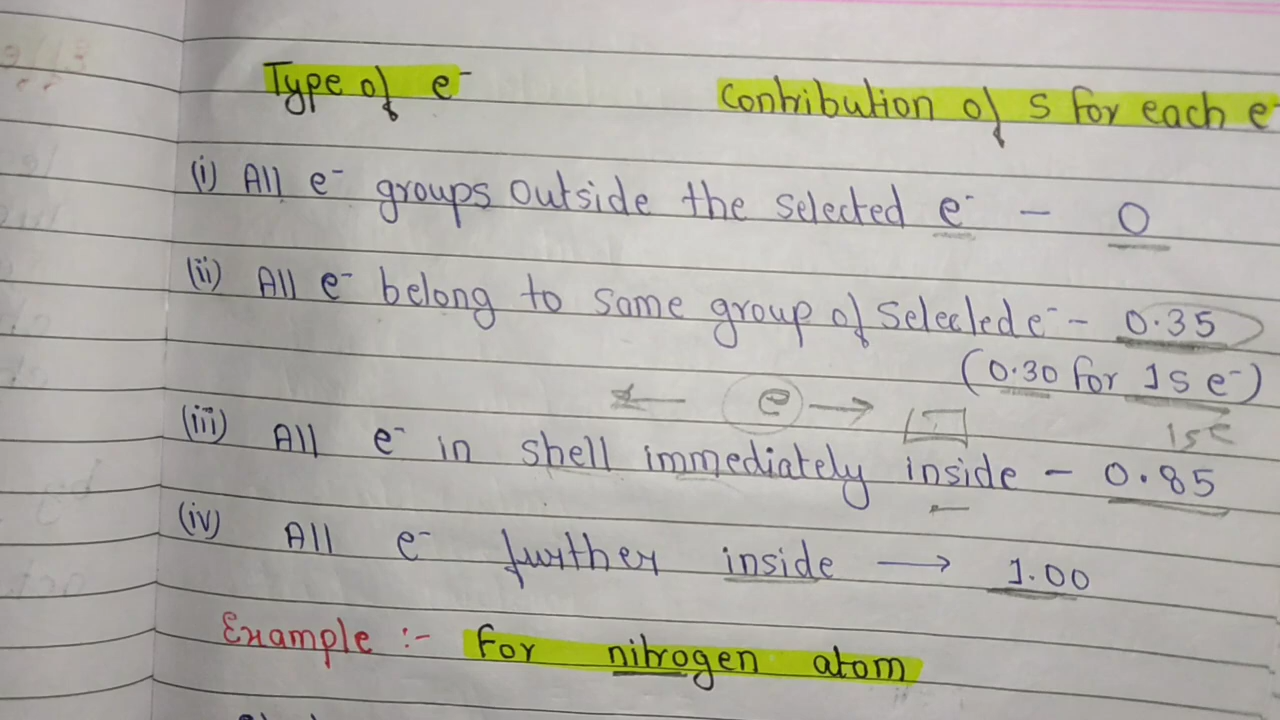 Type of e⁻ Contribution of S for each e⁻
(i) All e⁻ groups outside the selected e⁻ – 0
(ii) All e⁻ belong to same group of Selected e⁻ – 0.35
(0.30 for 1s e⁻)
← e →
1s e
(iii) All e⁻ in shell immediately inside – 0.85
(iv) All e⁻ further inside → 1.00
Example :- For nitrogen atom